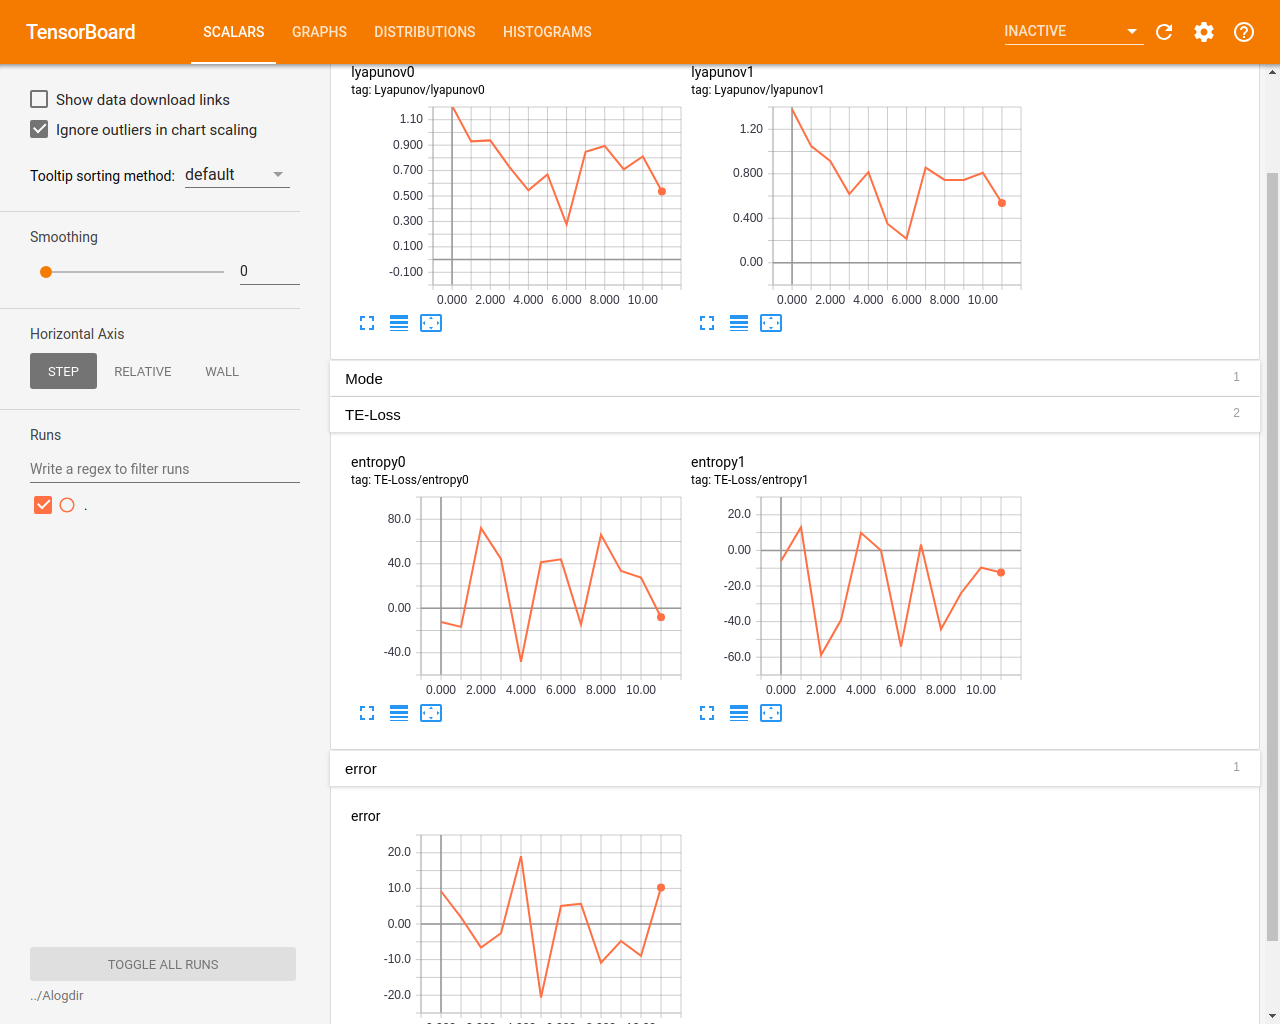 TensorBoard SCALARS GRAPHS DISTRIBUTIONS HISTOGRAMS INACTIVE
Show data download links
Ignore outliers in chart scaling
Tooltip sorting method: default
Smoothing
0
Horizontal Axis
STEP RELATIVE WALL
Runs
Write a regex to filter runs
.
TOGGLE ALL RUNS
../Alogdir
lyapunov0
tag: Lyapunov/lyapunov0
1.10
0.900
0.700
0.500
0.300
0.100
-0.100
0.000 2.000 4.000 6.000 8.000 10.00
lyapunov1
tag: Lyapunov/lyapunov1
1.20
0.800
0.400
0.00
0.000 2.000 4.000 6.000 8.000 10.00
Mode 1
TE-Loss 2
entropy0
tag: TE-Loss/entropy0
80.0
40.0
0.00
-40.0
0.000 2.000 4.000 6.000 8.000 10.00
entropy1
tag: TE-Loss/entropy1
20.0
0.00
-20.0
-40.0
-60.0
0.000 2.000 4.000 6.000 8.000 10.00
error 1
error
20.0
10.0
0.00
-10.0
-20.0